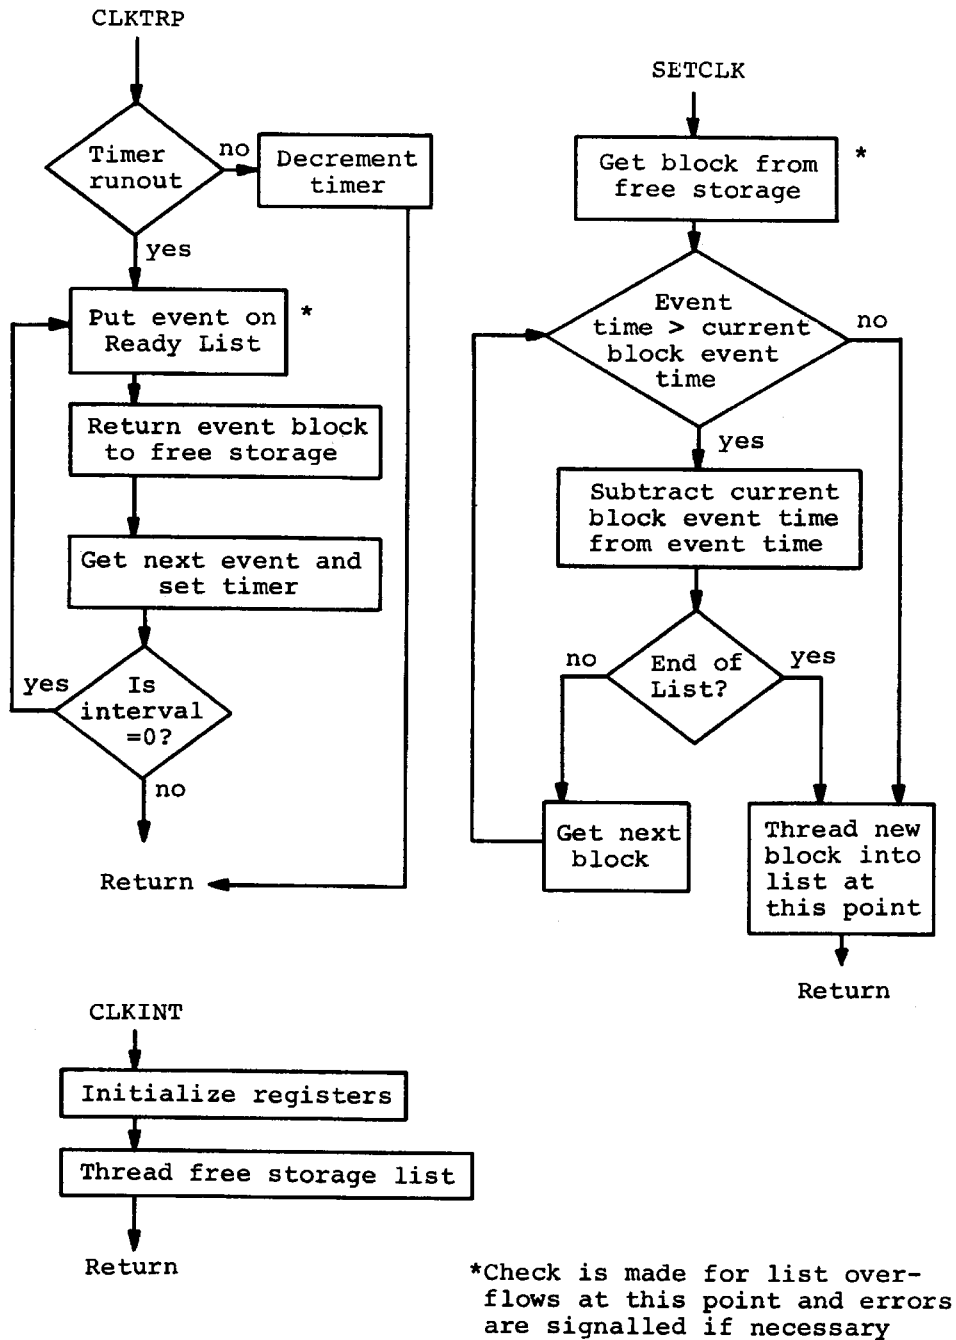 CLKTRP
Timer
runout
no
Decrement
timer
yes
Put event on
Ready List
*
Return event block
to free storage
Get next event and
set timer
yes
Is
interval
=0?
no
Return
SETCLK
Get block from
free storage
*
Event
time > current
block event
time
no
yes
Subtract current
block event time
from event time
no
End of
List?
yes
Get next
block
Thread new
block into
list at
this point
Return
CLKINT
Initialize registers
Thread free storage list
Return
*Check is made for list over-
flows at this point and errors
are signalled if necessary